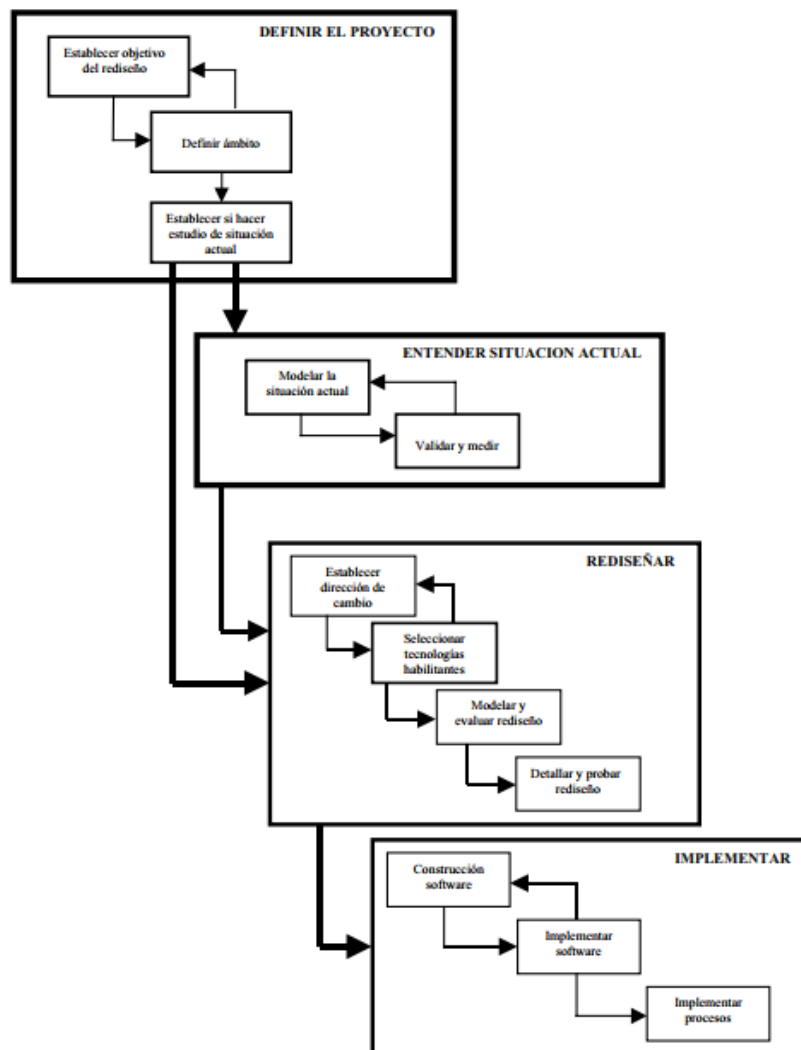 DEFINIR EL PROYECTO
Establecer objetivo
del rediseño
Definir ámbito
Establecer si hacer
estudio de situación
actual
ENTENDER SITUACION ACTUAL
Modelar la
situación actual
Validar y medir
REDISEÑAR
Establecer
dirección de
cambio
Seleccionar
tecnologías
habilitantes
Modelar y
evaluar rediseño
Detallar y probar
rediseño
IMPLEMENTAR
Construcción
software
Implementar
software
Implementar
procesos